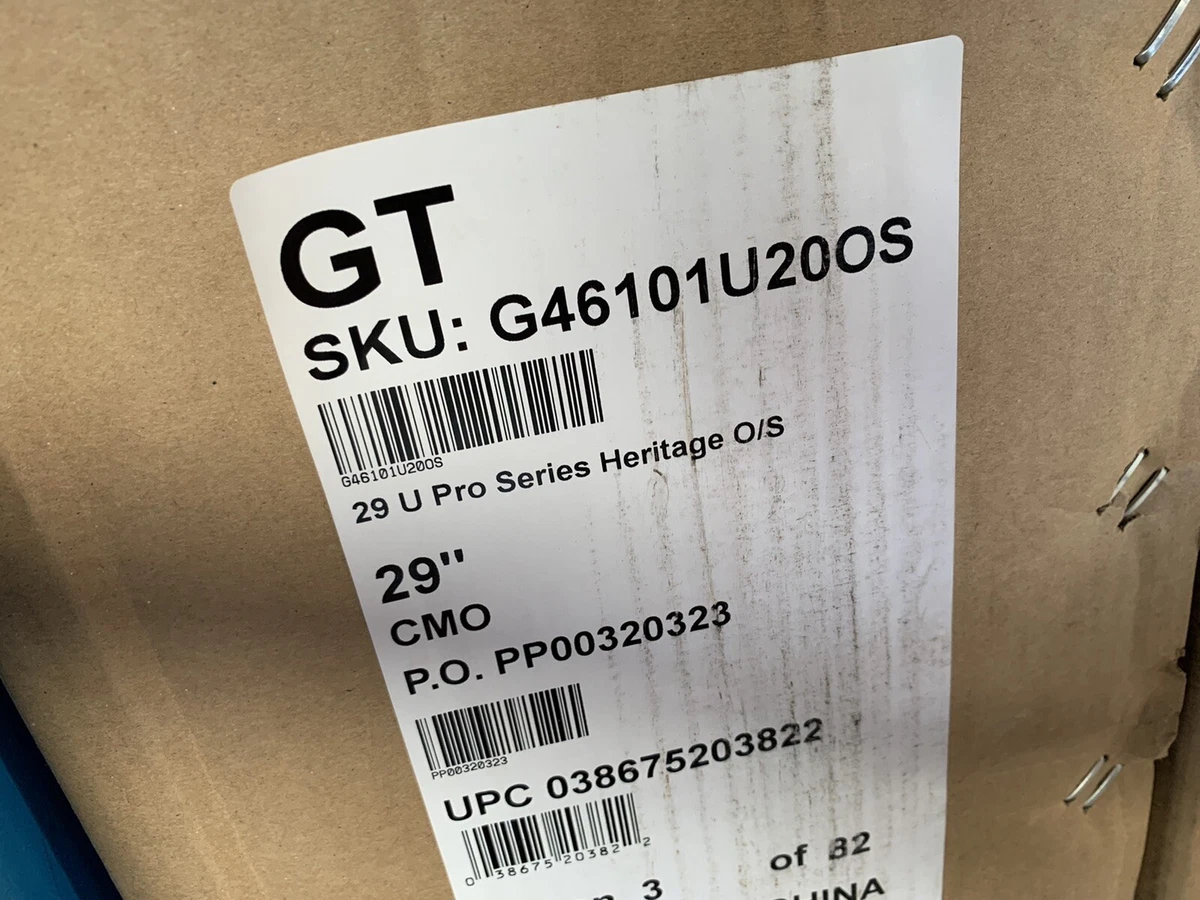 GT
SKU: G46101U20OS
G46101U20OS
29 U Pro Series Heritage O/S
29"
CMO
P.O. PP00320323
PP00320323
UPC 038675203822
0 38675 20382 2
3 of 32